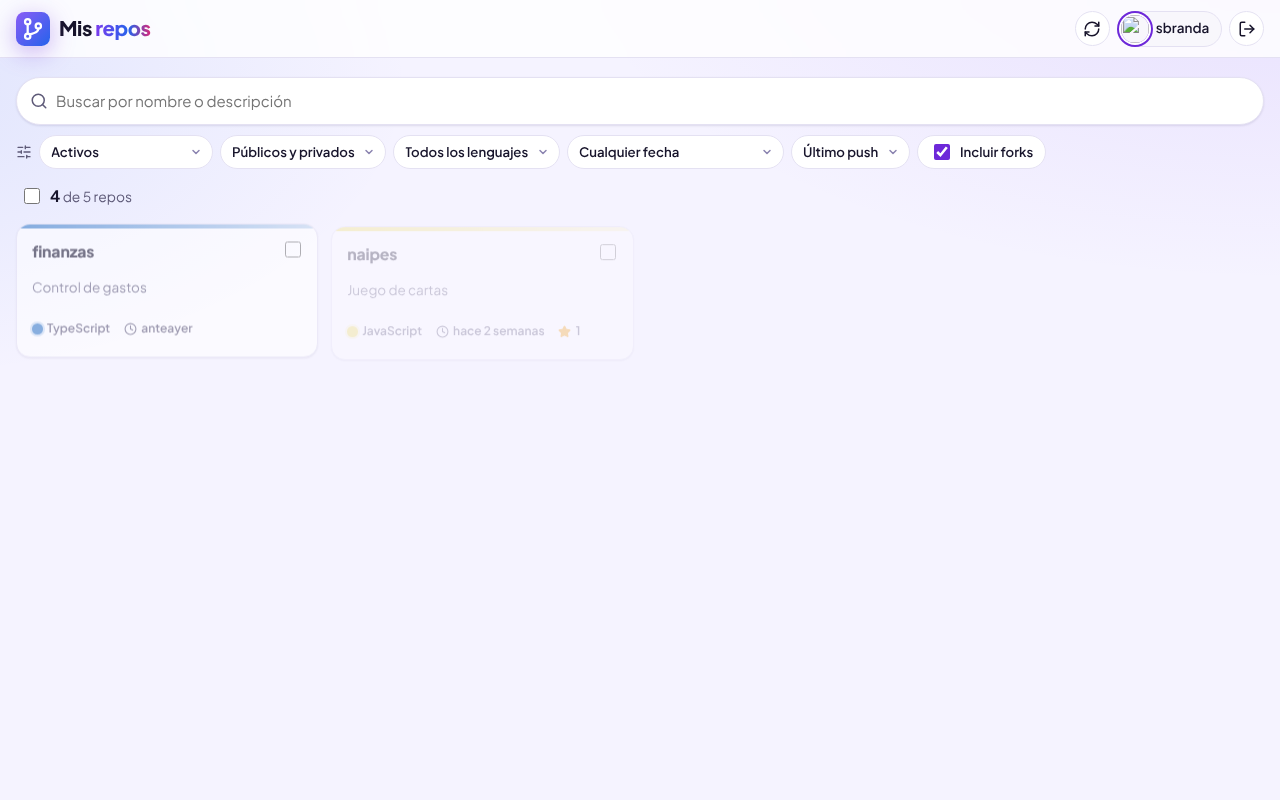 Mis repos
sbranda
Buscar por nombre o descripción
Activos
Públicos y privados
Todos los lenguajes
Cualquier fecha
Último push
Incluir forks
4 de 5 repos
finanzas
Control de gastos
TypeScript
anteayer
naipes
Juego de cartas
JavaScript
hace 2 semanas
1